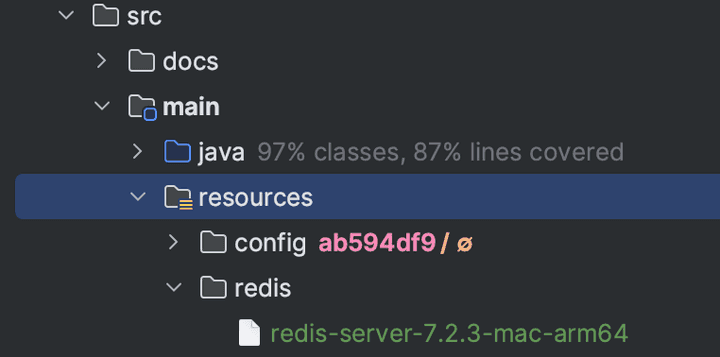 src
docs
main
java 97% classes, 87% lines covered
resources
config ab594df9 / ø
redis
redis-server-7.2.3-mac-arm64